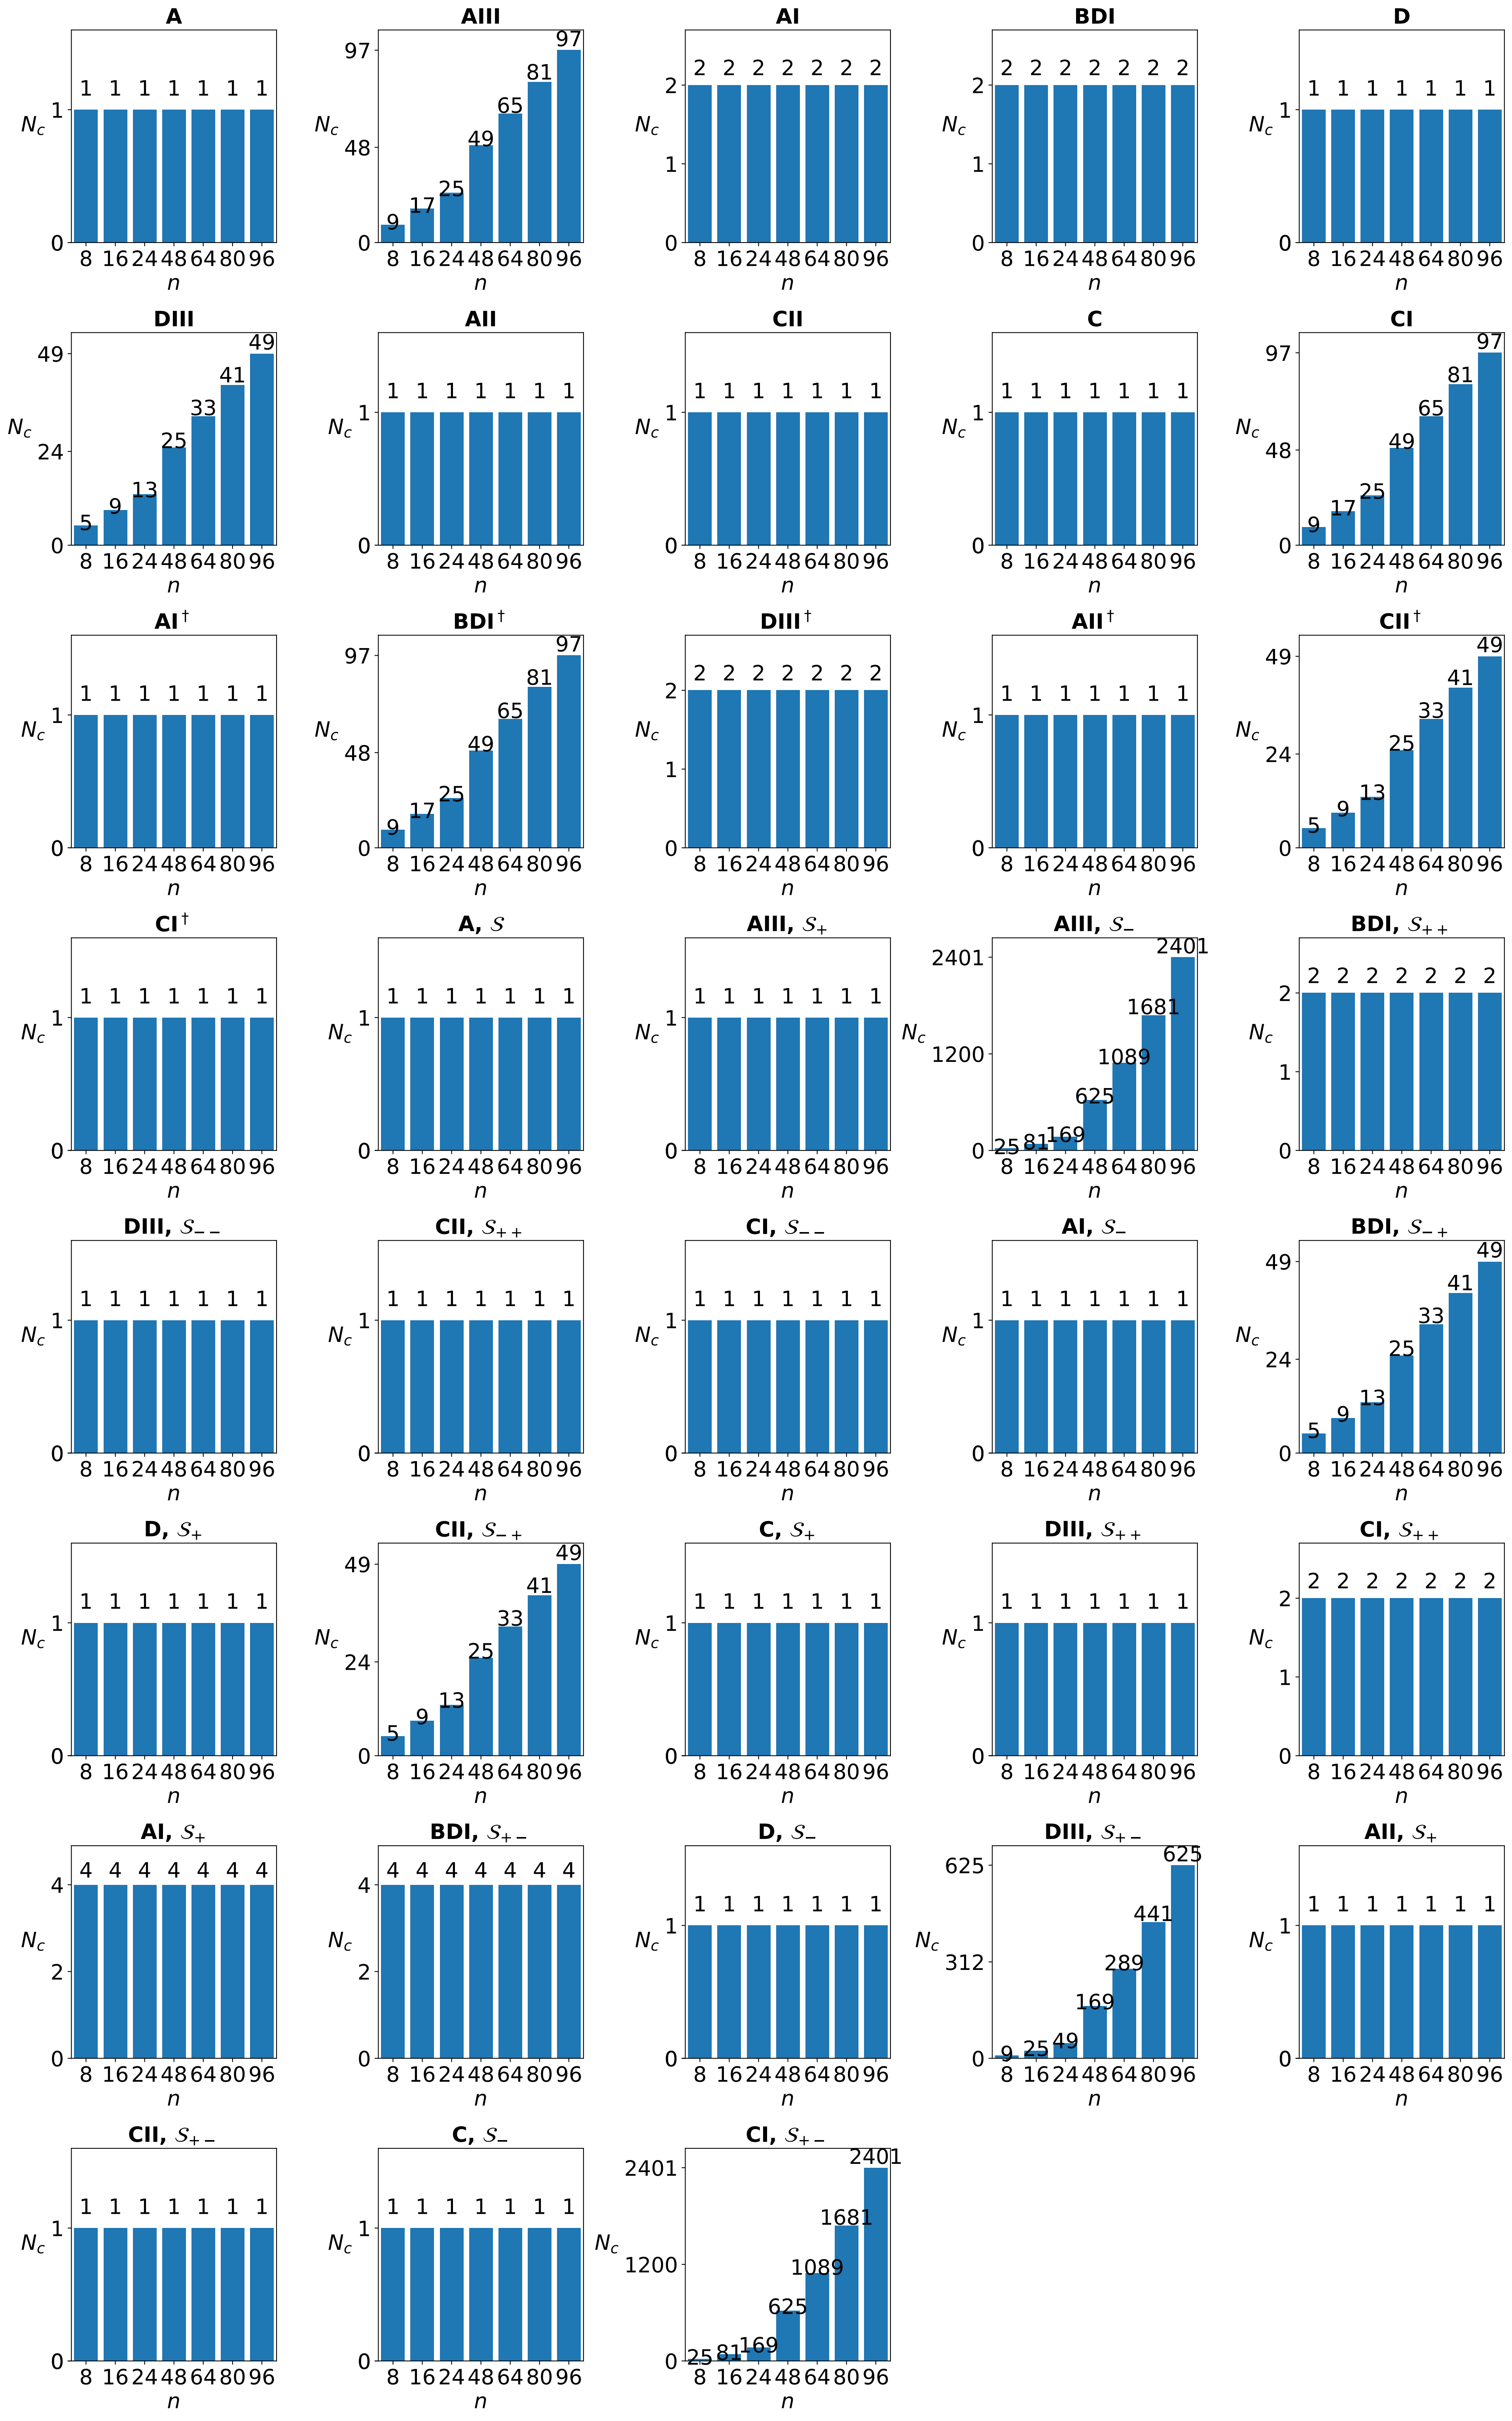 A
1 1 1 1 1 1 1
1
N_c
0
8 16 24 48 64 80 96
n
AIII
9 17 25 49 65 81 97
97
48
N_c
0
8 16 24 48 64 80 96
n
AI
2 2 2 2 2 2 2
2
1
N_c
0
8 16 24 48 64 80 96
n
BDI
2 2 2 2 2 2 2
2
1
N_c
0
8 16 24 48 64 80 96
n
D
1 1 1 1 1 1 1
1
N_c
0
8 16 24 48 64 80 96
n
DIII
5 9 13 25 33 41 49
49
24
N_c
0
8 16 24 48 64 80 96
n
AII
1 1 1 1 1 1 1
1
N_c
0
8 16 24 48 64 80 96
n
CII
1 1 1 1 1 1 1
1
N_c
0
8 16 24 48 64 80 96
n
C
1 1 1 1 1 1 1
1
N_c
0
8 16 24 48 64 80 96
n
CI
9 17 25 49 65 81 97
97
48
N_c
0
8 16 24 48 64 80 96
n
AI†
1 1 1 1 1 1 1
1
N_c
0
8 16 24 48 64 80 96
n
BDI†
9 17 25 49 65 81 97
97
48
N_c
0
8 16 24 48 64 80 96
n
DIII†
2 2 2 2 2 2 2
2
1
N_c
0
8 16 24 48 64 80 96
n
AII†
1 1 1 1 1 1 1
1
N_c
0
8 16 24 48 64 80 96
n
CII†
5 9 13 25 33 41 49
49
24
N_c
0
8 16 24 48 64 80 96
n
CI†
1 1 1 1 1 1 1
1
N_c
0
8 16 24 48 64 80 96
n
A, S
1 1 1 1 1 1 1
1
N_c
0
8 16 24 48 64 80 96
n
AIII, S₊
1 1 1 1 1 1 1
1
N_c
0
8 16 24 48 64 80 96
n
AIII, S₋
25 81 169 625 1089 1681 2401
2401
1200
N_c
0
8 16 24 48 64 80 96
n
BDI, S₊₊
2 2 2 2 2 2 2
2
1
N_c
0
8 16 24 48 64 80 96
n
DIII, S₋₋
1 1 1 1 1 1 1
1
N_c
0
8 16 24 48 64 80 96
n
CII, S₊₊
1 1 1 1 1 1 1
1
N_c
0
8 16 24 48 64 80 96
n
CI, S₋₋
1 1 1 1 1 1 1
1
N_c
0
8 16 24 48 64 80 96
n
AI, S₋
1 1 1 1 1 1 1
1
N_c
0
8 16 24 48 64 80 96
n
BDI, S₋₊
5 9 13 25 33 41 49
49
24
N_c
0
8 16 24 48 64 80 96
n
D, S₊
1 1 1 1 1 1 1
1
N_c
0
8 16 24 48 64 80 96
n
CII, S₋₊
5 9 13 25 33 41 49
49
24
N_c
0
8 16 24 48 64 80 96
n
C, S₊
1 1 1 1 1 1 1
1
N_c
0
8 16 24 48 64 80 96
n
DIII, S₊₊
1 1 1 1 1 1 1
1
N_c
0
8 16 24 48 64 80 96
n
CI, S₊₊
2 2 2 2 2 2 2
2
1
N_c
0
8 16 24 48 64 80 96
n
AI, S₊
4 4 4 4 4 4 4
4
2
N_c
0
8 16 24 48 64 80 96
n
BDI, S₊₋
4 4 4 4 4 4 4
4
2
N_c
0
8 16 24 48 64 80 96
n
D, S₋
1 1 1 1 1 1 1
1
N_c
0
8 16 24 48 64 80 96
n
DIII, S₊₋
9 25 49 169 289 441 625
625
312
N_c
0
8 16 24 48 64 80 96
n
AII, S₊
1 1 1 1 1 1 1
1
N_c
0
8 16 24 48 64 80 96
n
CII, S₊₋
1 1 1 1 1 1 1
1
N_c
0
8 16 24 48 64 80 96
n
C, S₋
1 1 1 1 1 1 1
1
N_c
0
8 16 24 48 64 80 96
n
CI, S₊₋
25 81 169 625 1089 1681 2401
2401
1200
N_c
0
8 16 24 48 64 80 96
n